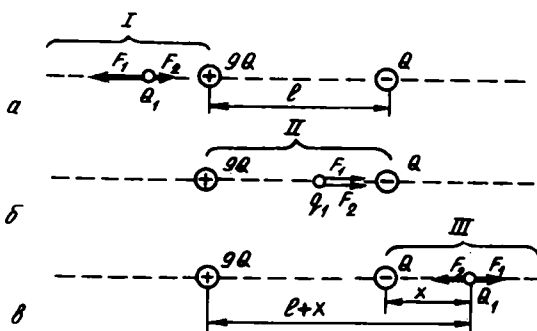 I
F₁ F₂ 9Q Q
Q₁
l
а
II
9Q F₁ Q
q₁ F₂
б
III
9Q Q F₂ F₁
x Q₁
l+x
в